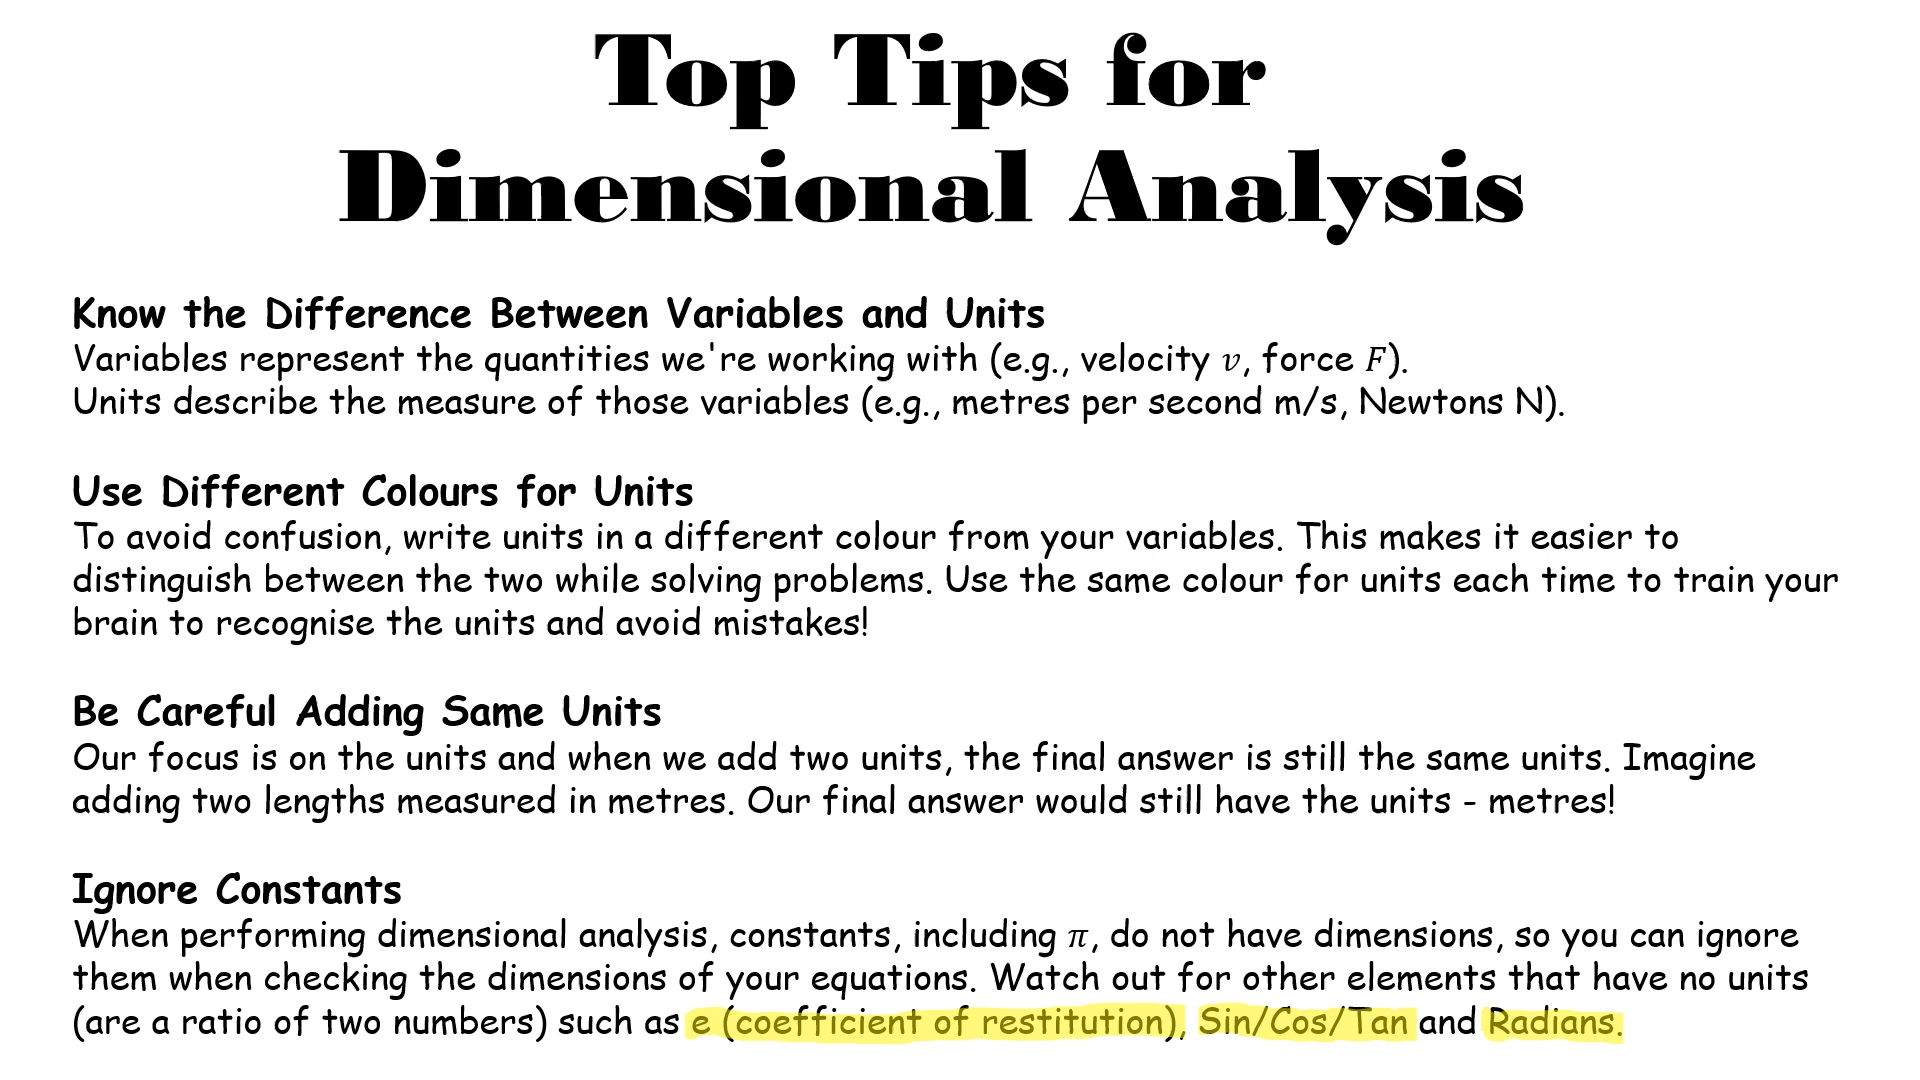 Top Tips for
Dimensional Analysis
Know the Difference Between Variables and Units
Variables represent the quantities we're working with (e.g., velocity 𝑣, force 𝐹).
Units describe the measure of those variables (e.g., metres per second m/s, Newtons N).
Use Different Colours for Units
To avoid confusion, write units in a different colour from your variables. This makes it easier to
distinguish between the two while solving problems. Use the same colour for units each time to train your
brain to recognise the units and avoid mistakes!
Be Careful Adding Same Units
Our focus is on the units and when we add two units, the final answer is still the same units. Imagine
adding two lengths measured in metres. Our final answer would still have the units - metres!
Ignore Constants
When performing dimensional analysis, constants, including 𝜋, do not have dimensions, so you can ignore
them when checking the dimensions of your equations. Watch out for other elements that have no units
(are a ratio of two numbers) such as e (coefficient of restitution), Sin/Cos/Tan and Radians.